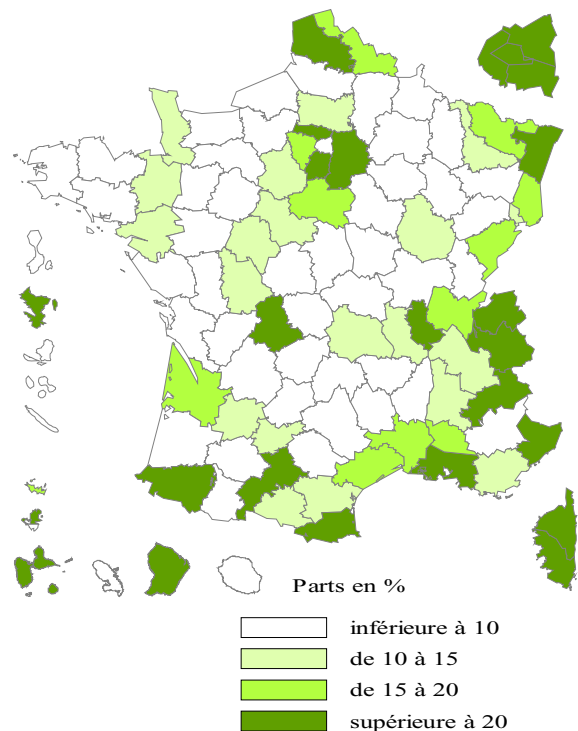 Parts en %
inférieure à 10
de 10 à 15
de 15 à 20
supérieure à 20